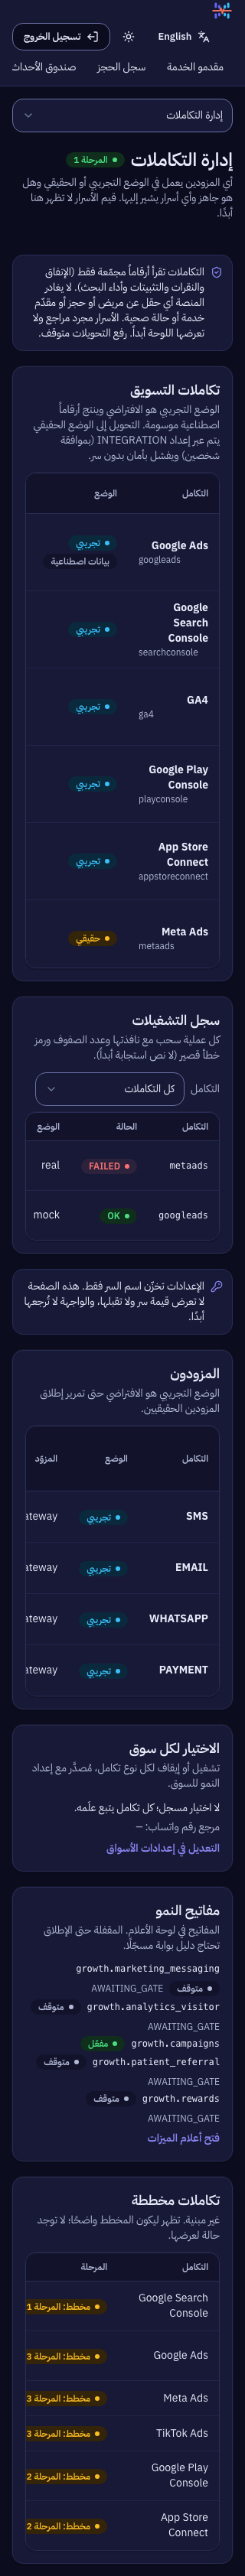 English
تسجيل الخروج
مقدمو الخدمة
سجل الحجز
صندوق الأحداث
إدارة التكاملات
إدارة التكاملات
المرحلة 1
أي المزودين يعمل في الوضع التجريبي أو الحقيقي وهل
هو جاهز وأي أسرار يشير إليها. قيم الأسرار لا تظهر هنا
أبدًا.
التكاملات تقرأ أرقاماً مجمّعة فقط (الإنفاق
والنقرات والتثبيتات وأداء البحث). لا يغادر
المنصة أي حقل عن مريض أو حجز أو مقدّم
خدمة أو حالة صحية. الأسرار مجرد مراجع ولا
تعرضها اللوحة أبداً. رفع التحويلات متوقف.
تكاملات التسويق
الوضع التجريبي هو الافتراضي وينتج أرقاماً
اصطناعية موسومة. التحويل إلى الوضع الحقيقي
يتم عبر إعداد INTEGRATION (بموافقة
شخصين) ويفشل بأمان بدون سر.
التكامل
الوضع
Google Ads
googleads
تجريبي
بيانات اصطناعية
Google
Search
Console
searchconsole
تجريبي
GA4
ga4
تجريبي
Google Play
Console
playconsole
تجريبي
App Store
Connect
appstoreconnect
تجريبي
Meta Ads
metaads
حقيقي
سجل التشغيلات
كل عملية سحب مع نافذتها وعدد الصفوف ورمز
خطأ قصير (لا نص استجابة أبداً).
التكامل
كل التكاملات
التكامل
الحالة
الوضع
metaads
FAILED
real
googleads
OK
mock
الإعدادات تخزّن اسم السر فقط. هذه الصفحة
لا تعرض قيمة سر ولا تقبلها، والواجهة لا تُرجعها
أبدًا.
المزودون
الوضع التجريبي هو الافتراضي حتى تمرير إطلاق
المزودين الحقيقيين.
التكامل
الوضع
المزوّد
SMS
تجريبي
ateway
EMAIL
تجريبي
ateway
WHATSAPP
تجريبي
ateway
PAYMENT
تجريبي
ateway
الاختيار لكل سوق
تشغيل أو إيقاف لكل نوع تكامل، مُصدَّر مع إعداد
النمو للسوق.
لا اختيار مسجل؛ كل تكامل يتبع علَمه.
مرجع رقم واتساب: —
التعديل في إعدادات الأسواق
مفاتيح النمو
المفاتيح في لوحة الأعلام. المقفلة حتى الإطلاق
تحتاج دليل بوابة مسجّلًا.
growth.marketing_messaging
متوقف
AWAITING_GATE
growth.analytics_visitor
متوقف
AWAITING_GATE
growth.campaigns
مفعّل
growth.patient_referral
متوقف
AWAITING_GATE
growth.rewards
متوقف
AWAITING_GATE
فتح أعلام الميزات
تكاملات مخططة
غير مبنية. تظهر ليكون المخطط واضحًا؛ لا توجد
حالة لعرضها.
التكامل
المرحلة
Google Search
Console
مخطط: المرحلة 1
Google Ads
مخطط: المرحلة 3
Meta Ads
مخطط: المرحلة 3
TikTok Ads
مخطط: المرحلة 3
Google Play
Console
مخطط: المرحلة 2
App Store
Connect
مخطط: المرحلة 2